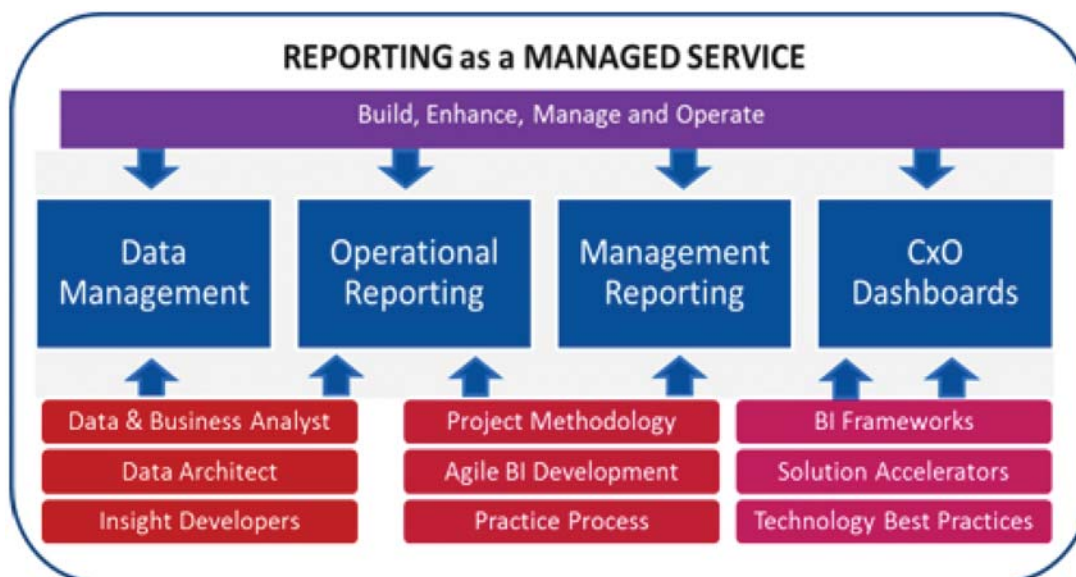 REPORTING as a MANAGED SERVICE
Build, Enhance, Manage and Operate
Data
Management
Operational
Reporting
Management
Reporting
CxO
Dashboards
Data & Business Analyst
Data Architect
Insight Developers
Project Methodology
Agile BI Development
Practice Process
BI Frameworks
Solution Accelerators
Technology Best Practices